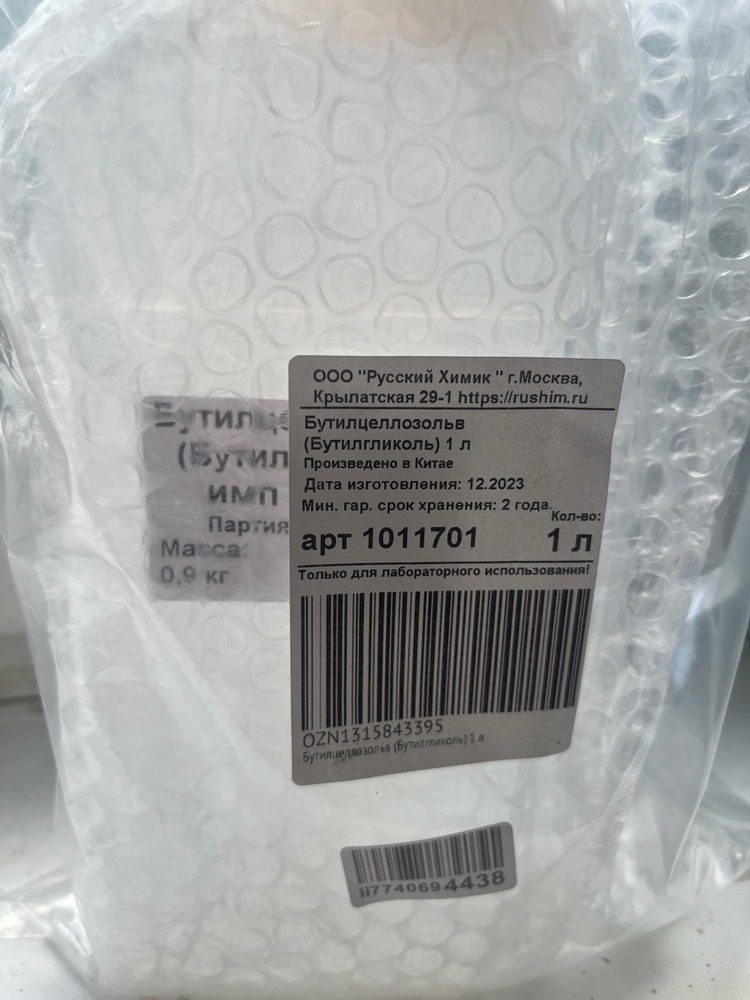 ООО "Русский Химик " г.Москва,
Крылатская 29-1 https://rushim.ru
Бутилцеллозольв
(Бутилгликоль) 1 л
Произведено в Китае
Дата изготовления: 12.2023
Мин. гар. срок хранения: 2 года.
Кол-во:
арт 1011701 1 л
Только для лабораторного использования!
OZN1315843395
Бутилцеллозольв (Бутилгликоль) 1 л
Бутилце
(Бутил
имп
Партия
Масса:
0,9 кг
ii7740694438